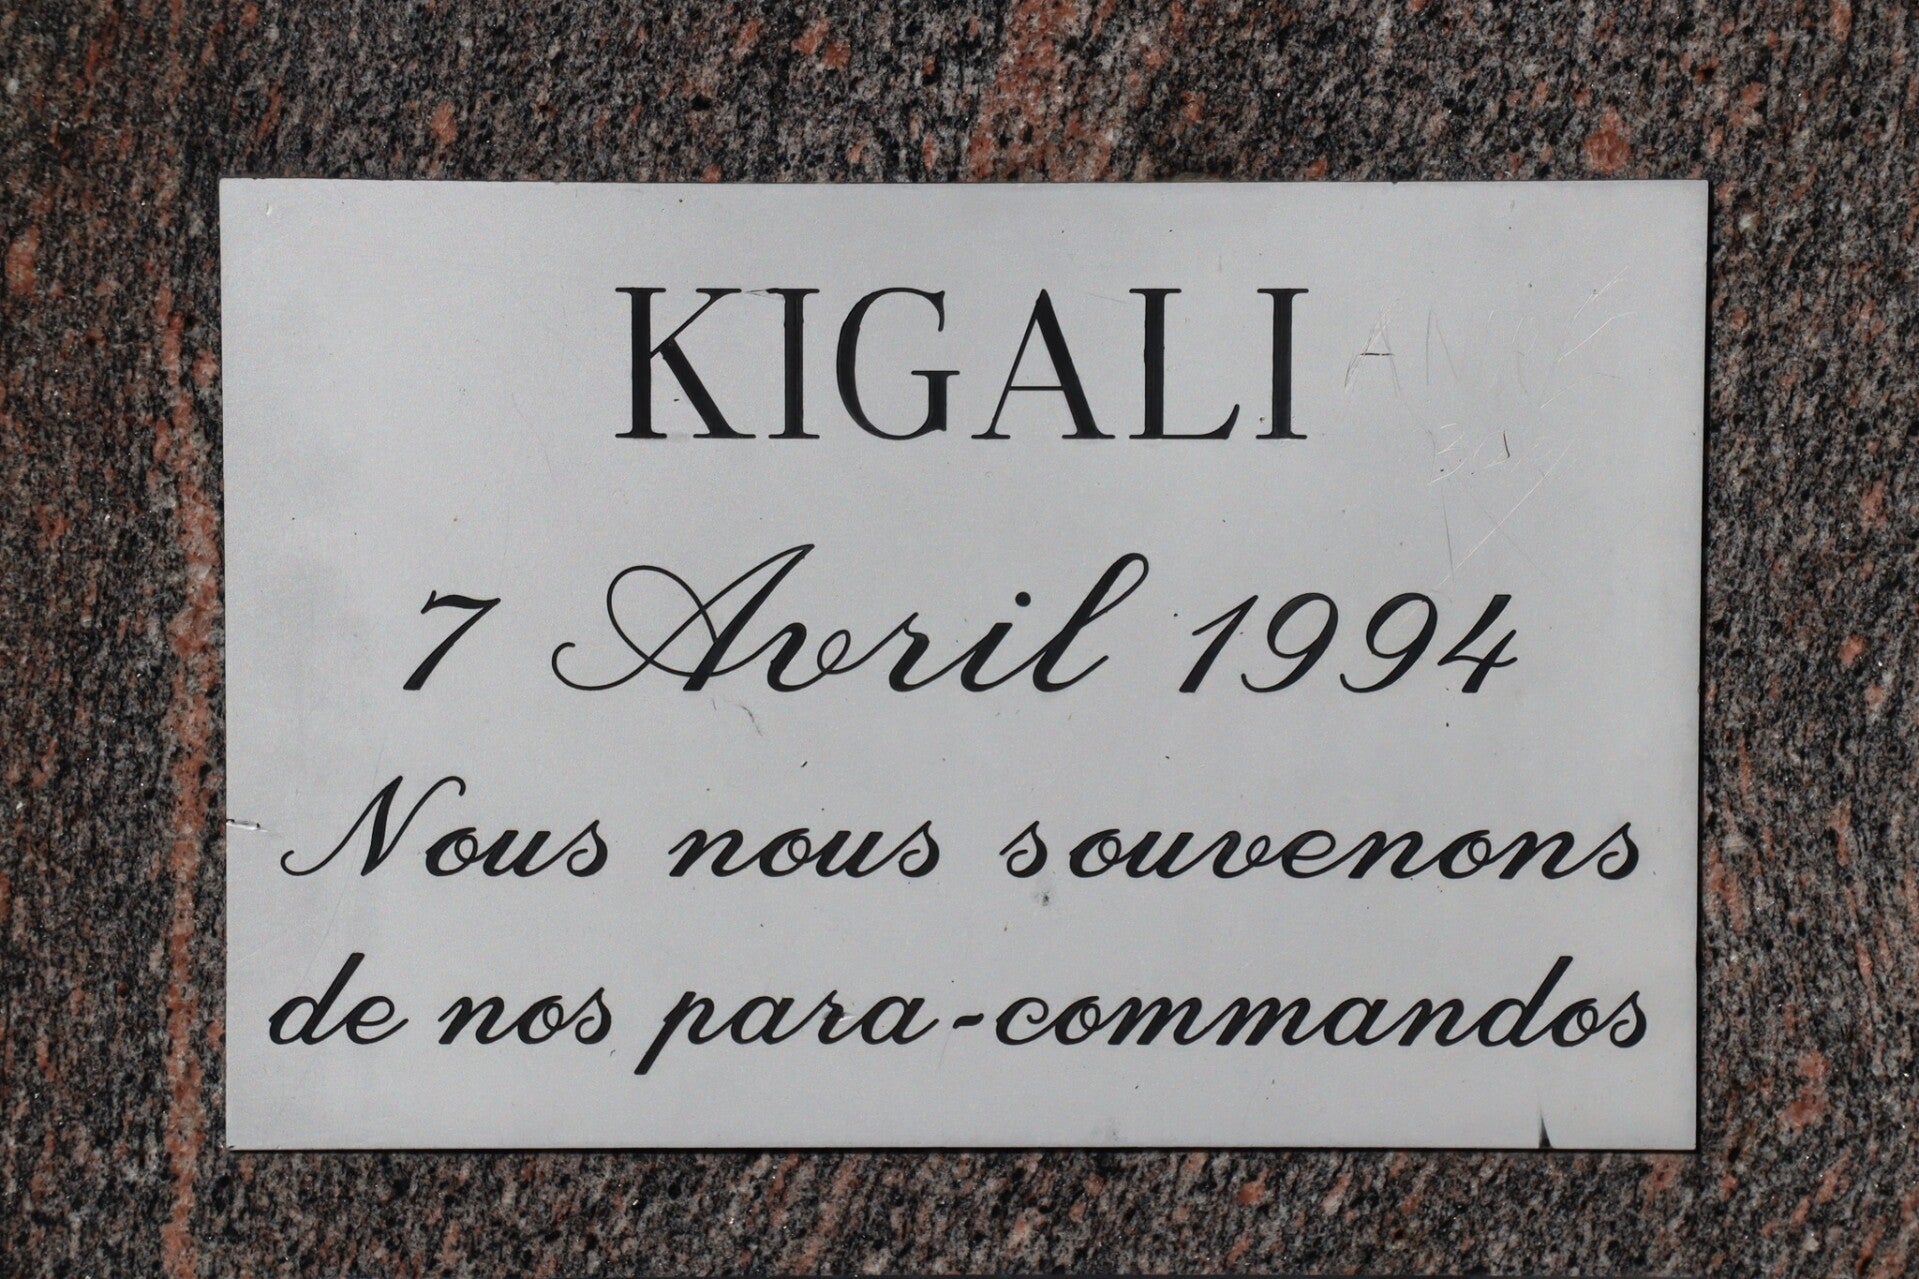 KIGALI
7 Avril 1994
Nous nous souvenons
de nos para-commandos